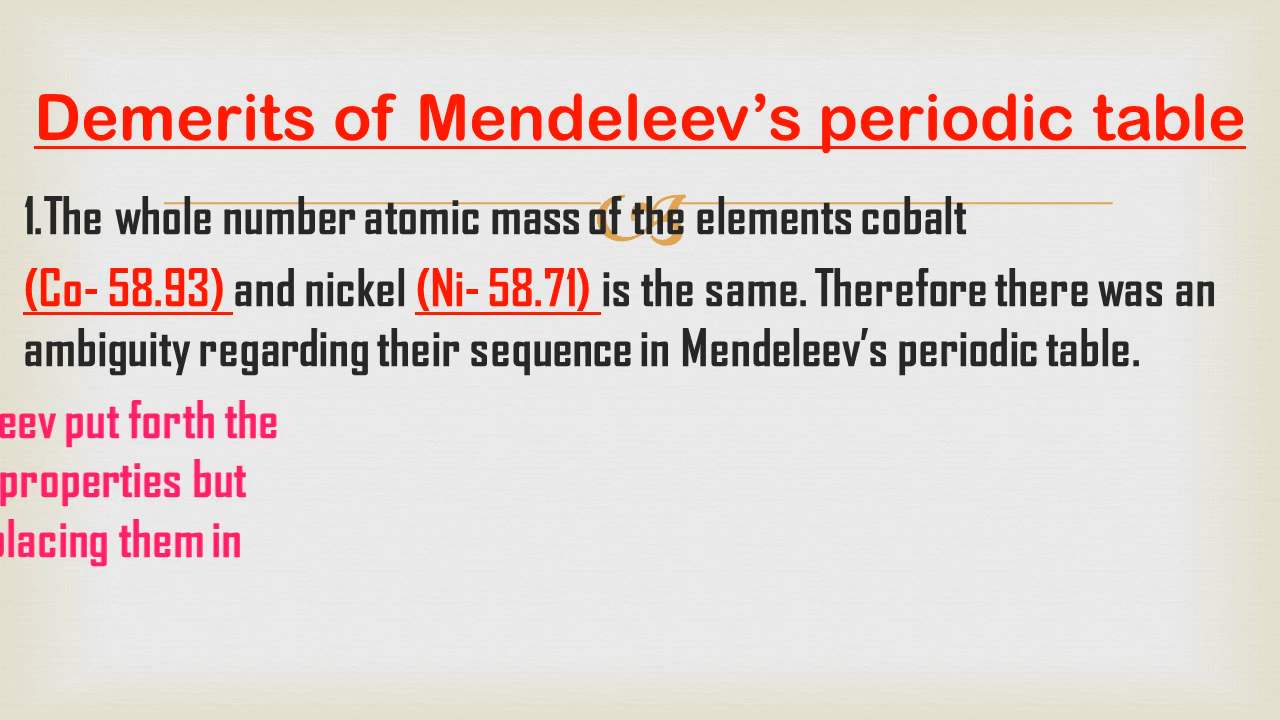 Demerits of Mendeleev’s periodic table
1.The whole number atomic mass of the elements cobalt
(Co- 58.93) and nickel (Ni- 58.71) is the same. Therefore there was an
ambiguity regarding their sequence in Mendeleev’s periodic table.
eev put forth the
properties but
lacing them in